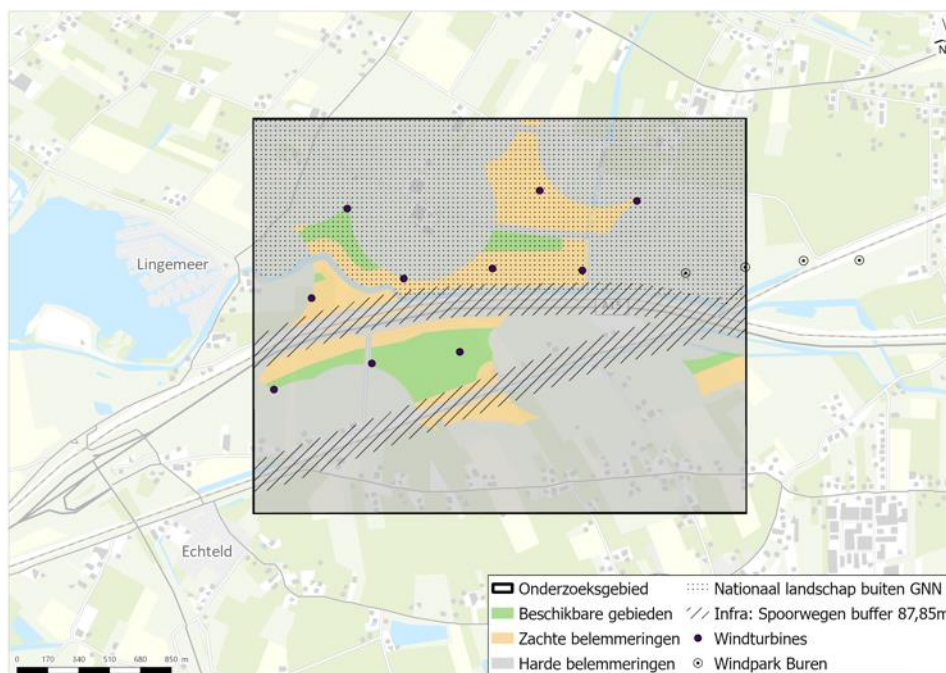 N
Lingemeer
A15
Echteld
Onderzoeksgebied
Beschikbare gebieden
Zachte belemmeringen
Harde belemmeringen
Nationaal landschap buiten GNN
Infra: Spoorwegen buffer 87,85m
Windturbines
Windpark Buren
0 170 340 510 680 850 m